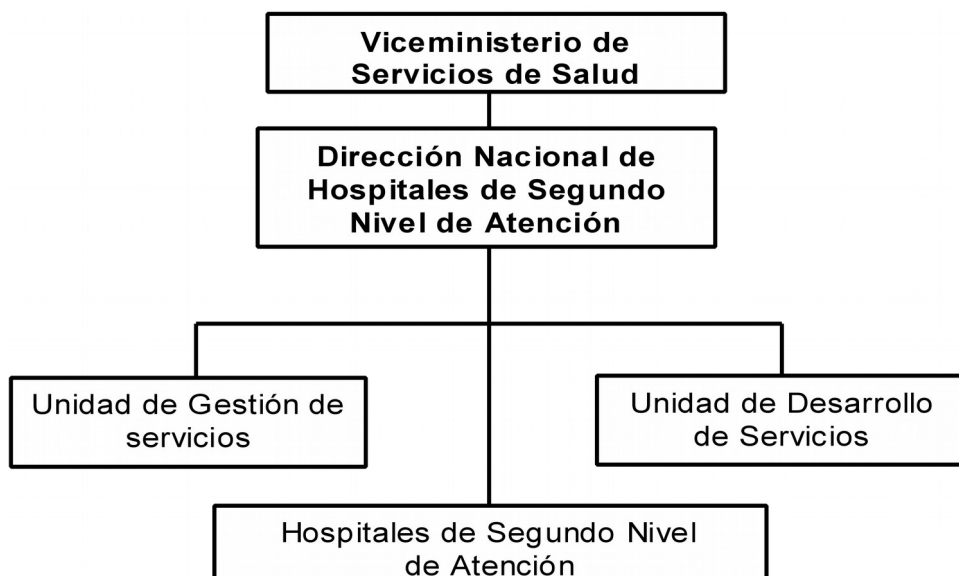 Viceministerio de
Servicios de Salud
Dirección Nacional de
Hospitales de Segundo
Nivel de Atención
Unidad de Gestión de
servicios
Unidad de Desarrollo
de Servicios
Hospitales de Segundo Nivel
de Atención